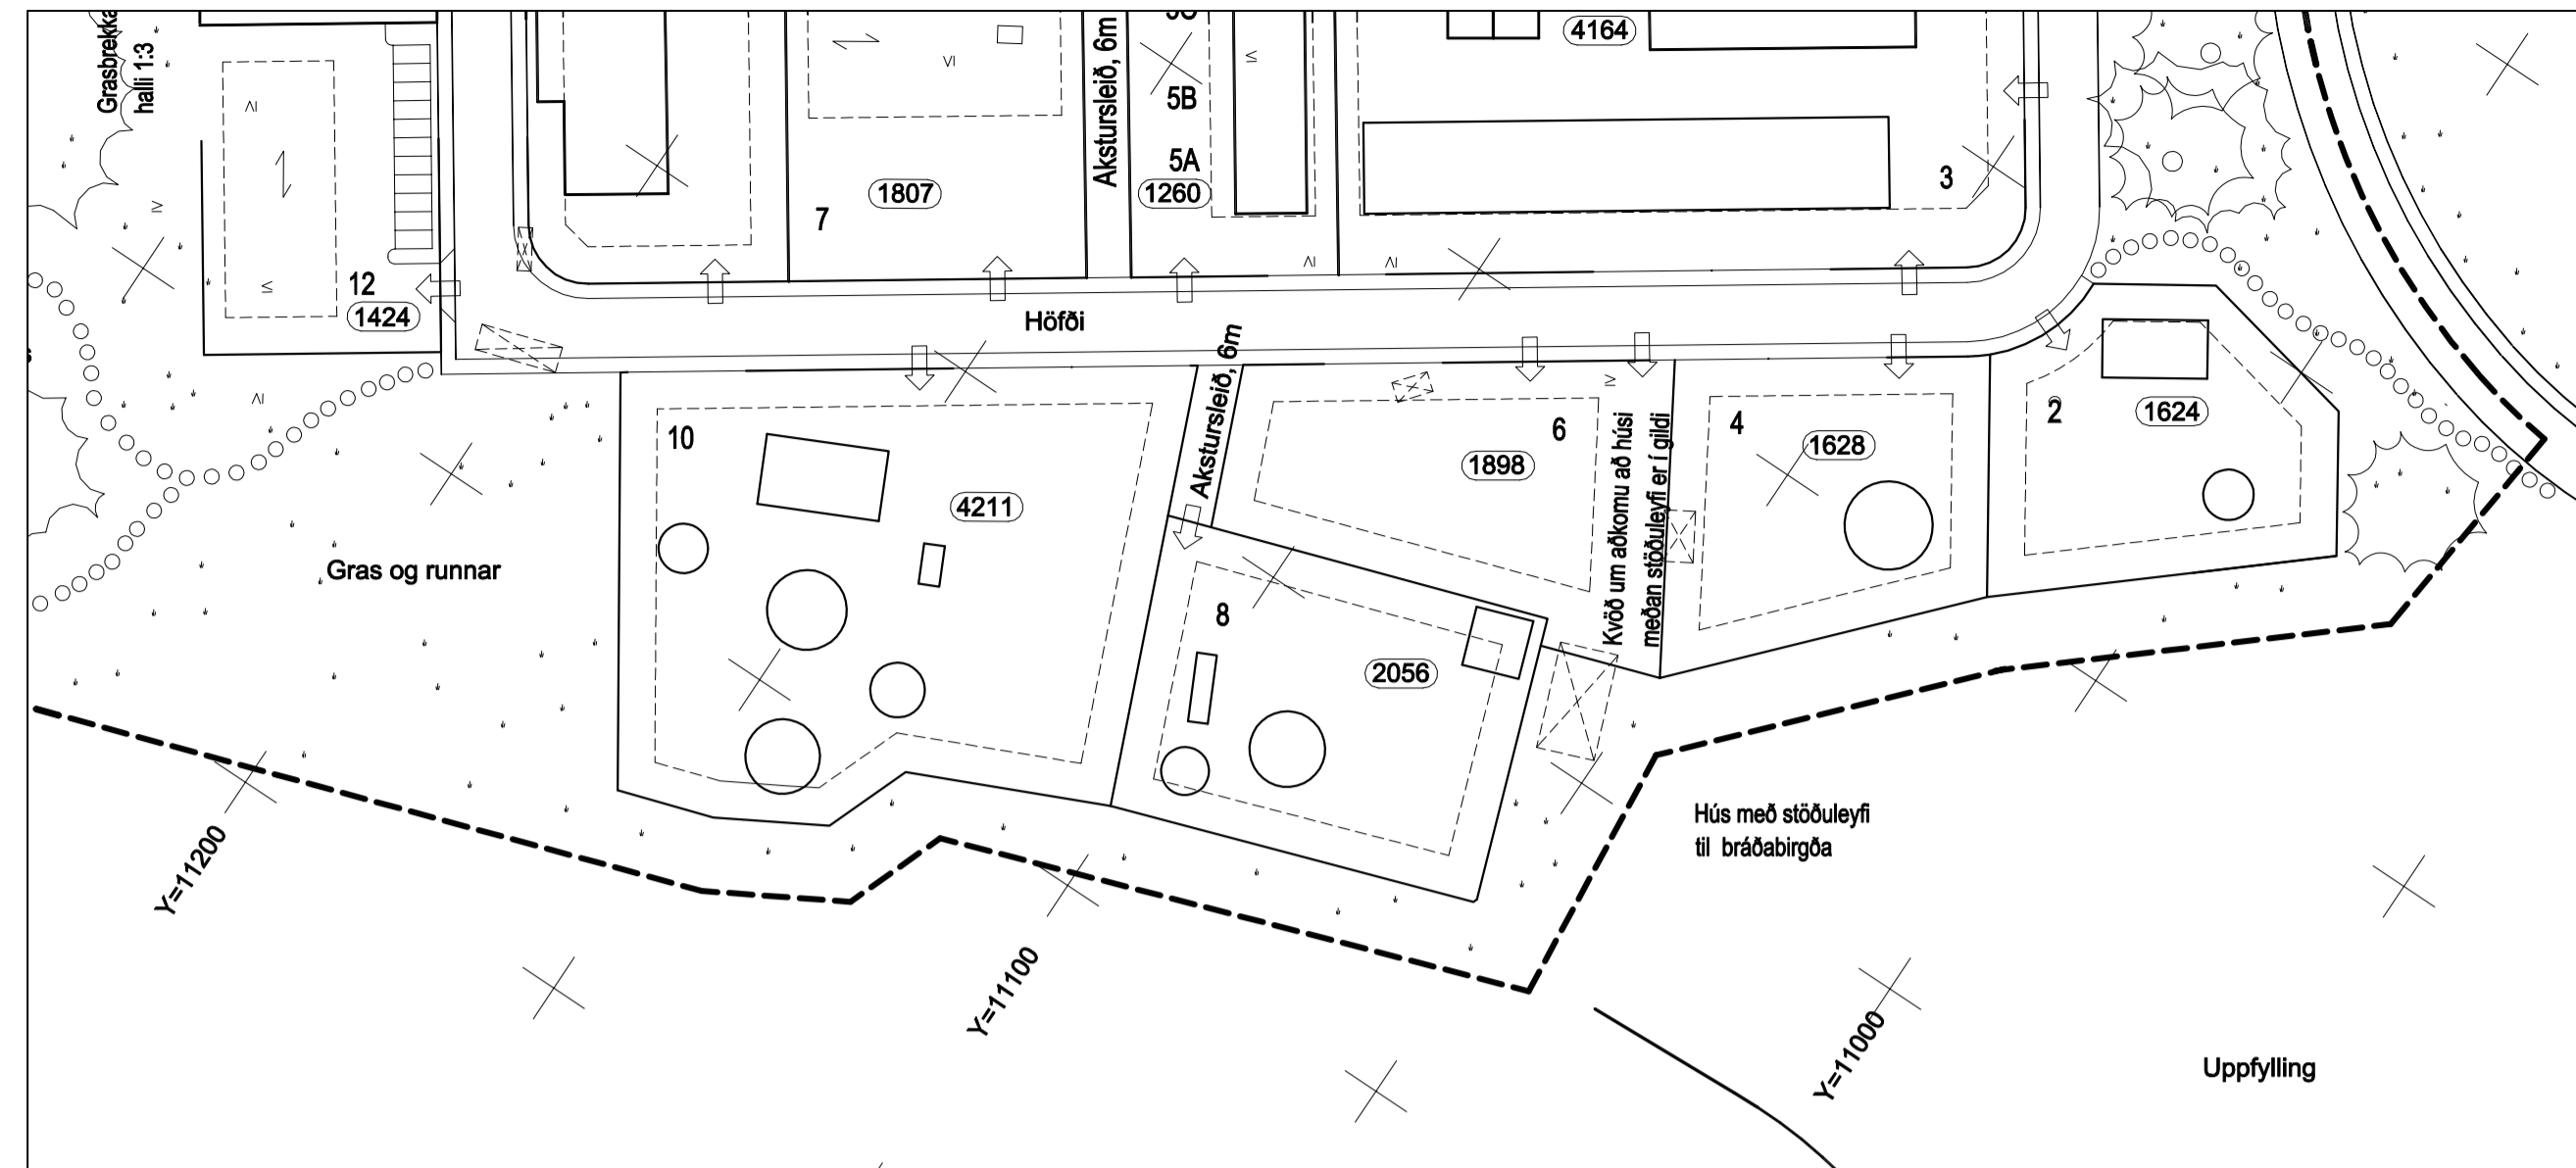 Grasbrekka
halli 1:3
12
1424
7
1807
Akstursleið, 6m
5B
5A
1260
4164
3
Höfði
10
4211
Akstursleið, 6m
6
1898
Kvöð um aðkomu að húsi
meðan stöðuleyfi er í gildi
4
1628
2
1624
8
2056
Gras og runnar
Hús með stöðuleyfi
til bráðabirgða
Y=11200
Y=11100
Y=11000
Uppfylling